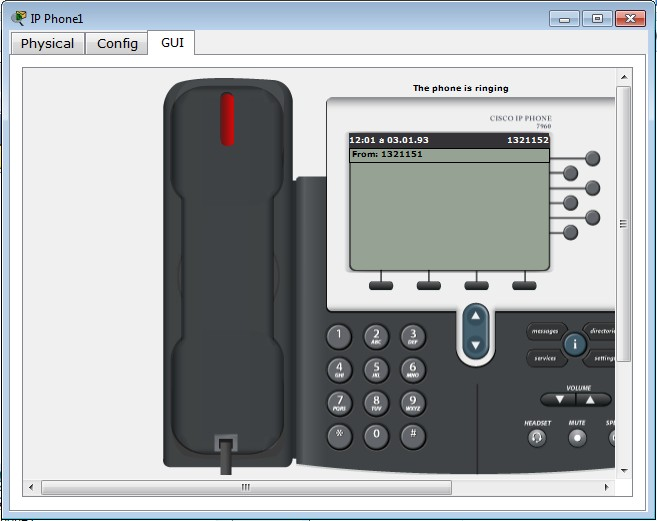 IP Phone1
Physical Config GUI
The phone is ringing
CISCO IP PHONE
7960
12:01 a 03.01.93 1321152
From: 1321151
1 2 3
ABC DEF
4 5 6
GHI JKL MNO
7 8 9
PQRS TUV WXYZ
* 0 #
messages directorie
i
services settings
VOLUME
HEADSET MUTE SPE